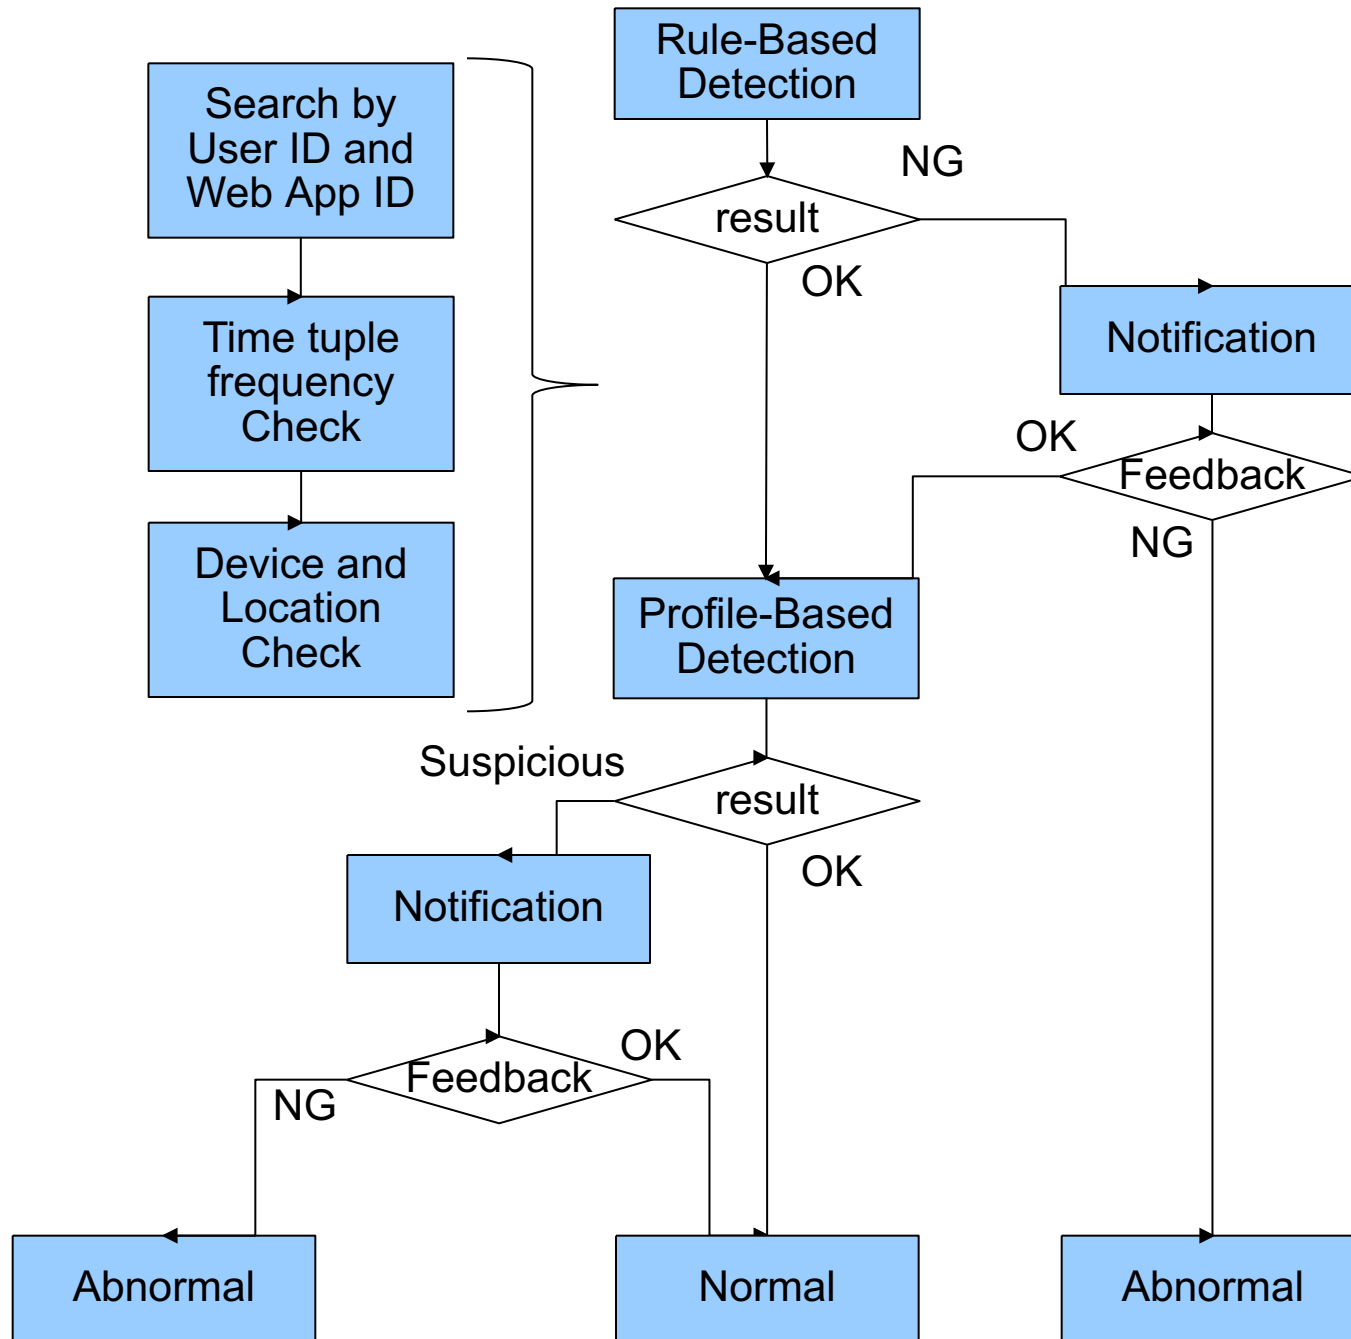 Rule-Based
Detection
Search by
User ID and
Web App ID
NG
result
OK
Time tuple
frequency
Check
Notification
OK
Feedback
NG
Device and
Location
Check
Profile-Based
Detection
Suspicious
result
OK
Notification
OK
Feedback
NG
Abnormal
Normal
Abnormal